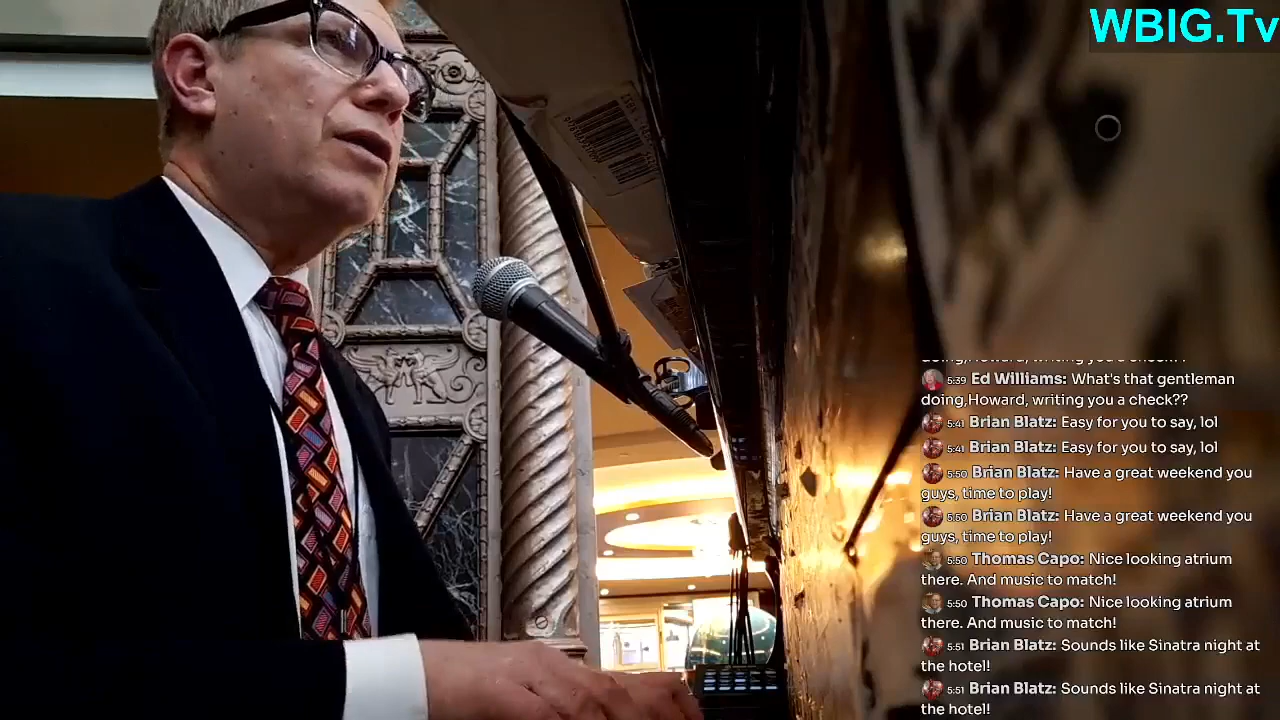 WBIG.Tv
doing,Howard, writing you a check??
5:39 Ed Williams: What's that gentleman
doing,Howard, writing you a check??
5:41 Brian Blatz: Easy for you to say, lol
5:41 Brian Blatz: Easy for you to say, lol
5:50 Brian Blatz: Have a great weekend you
guys, time to play!
5:50 Brian Blatz: Have a great weekend you
guys, time to play!
5:50 Thomas Capo: Nice looking atrium
there. And music to match!
5:50 Thomas Capo: Nice looking atrium
there. And music to match!
5:51 Brian Blatz: Sounds like Sinatra night at
the hotel!
5:51 Brian Blatz: Sounds like Sinatra night at
the hotel!